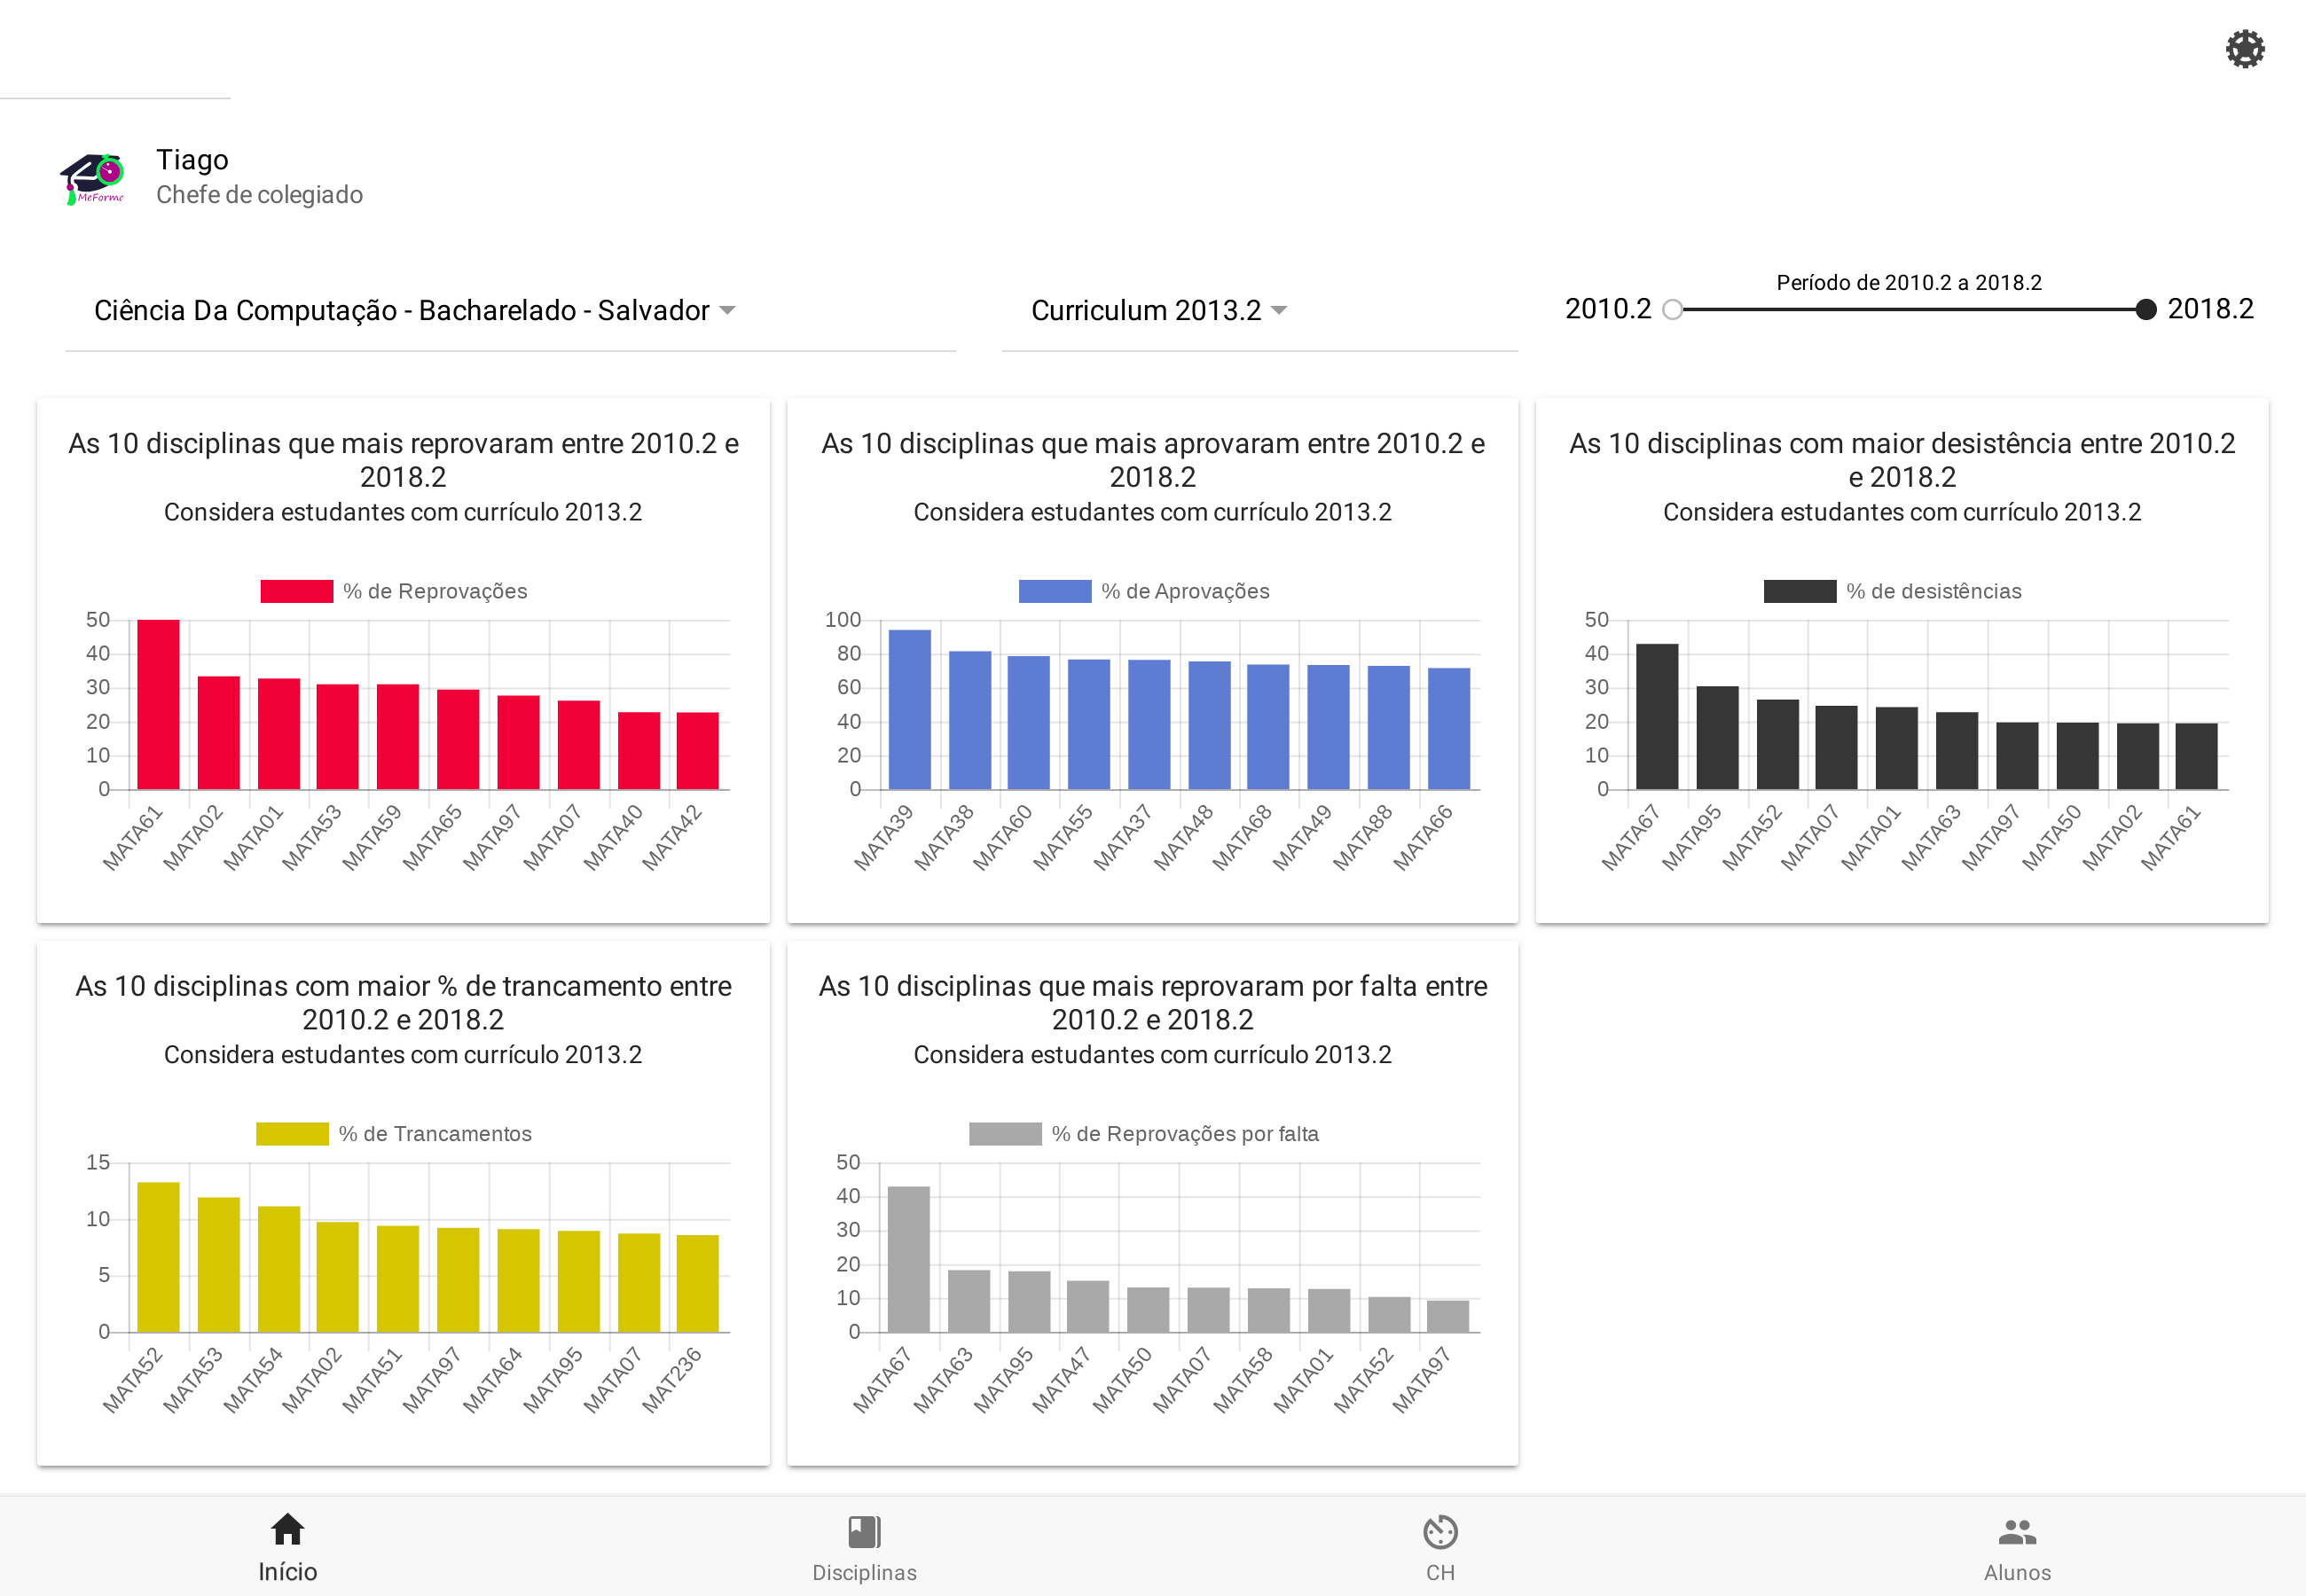 Tiago
Chefe de colegiado
MeFormo
Ciência Da Computação - Bacharelado - Salvador
Curriculum 2013.2
Período de 2010.2 a 2018.2
2010.2
2018.2
As 10 disciplinas que mais reprovaram entre 2010.2 e
2018.2
Considera estudantes com currículo 2013.2
% de Reprovações
50
40
30
20
10
0
MATA61
MATA02
MATA01
MATA53
MATA59
MATA65
MATA97
MATA07
MATA40
MATA42
As 10 disciplinas que mais aprovaram entre 2010.2 e
2018.2
Considera estudantes com currículo 2013.2
% de Aprovações
100
80
60
40
20
0
MATA39
MATA38
MATA60
MATA55
MATA37
MATA48
MATA68
MATA49
MATA88
MATA66
As 10 disciplinas com maior desistência entre 2010.2
e 2018.2
Considera estudantes com currículo 2013.2
% de desistências
50
40
30
20
10
0
MATA67
MATA95
MATA52
MATA07
MATA01
MATA63
MATA97
MATA50
MATA02
MATA61
As 10 disciplinas com maior % de trancamento entre
2010.2 e 2018.2
Considera estudantes com currículo 2013.2
% de Trancamentos
15
10
5
0
MATA52
MATA53
MATA54
MATA02
MATA51
MATA97
MATA64
MATA95
MATA07
MAT236
As 10 disciplinas que mais reprovaram por falta entre
2010.2 e 2018.2
Considera estudantes com currículo 2013.2
% de Reprovações por falta
50
40
30
20
10
0
MATA67
MATA63
MATA95
MATA47
MATA50
MATA07
MATA58
MATA01
MATA52
MATA97
Início
Disciplinas
CH
Alunos